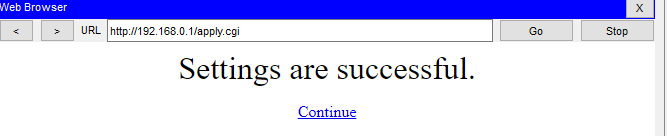 Web Browser X
< > URL http://192.168.0.1/apply.cgi Go Stop
Settings are successful.
Continue